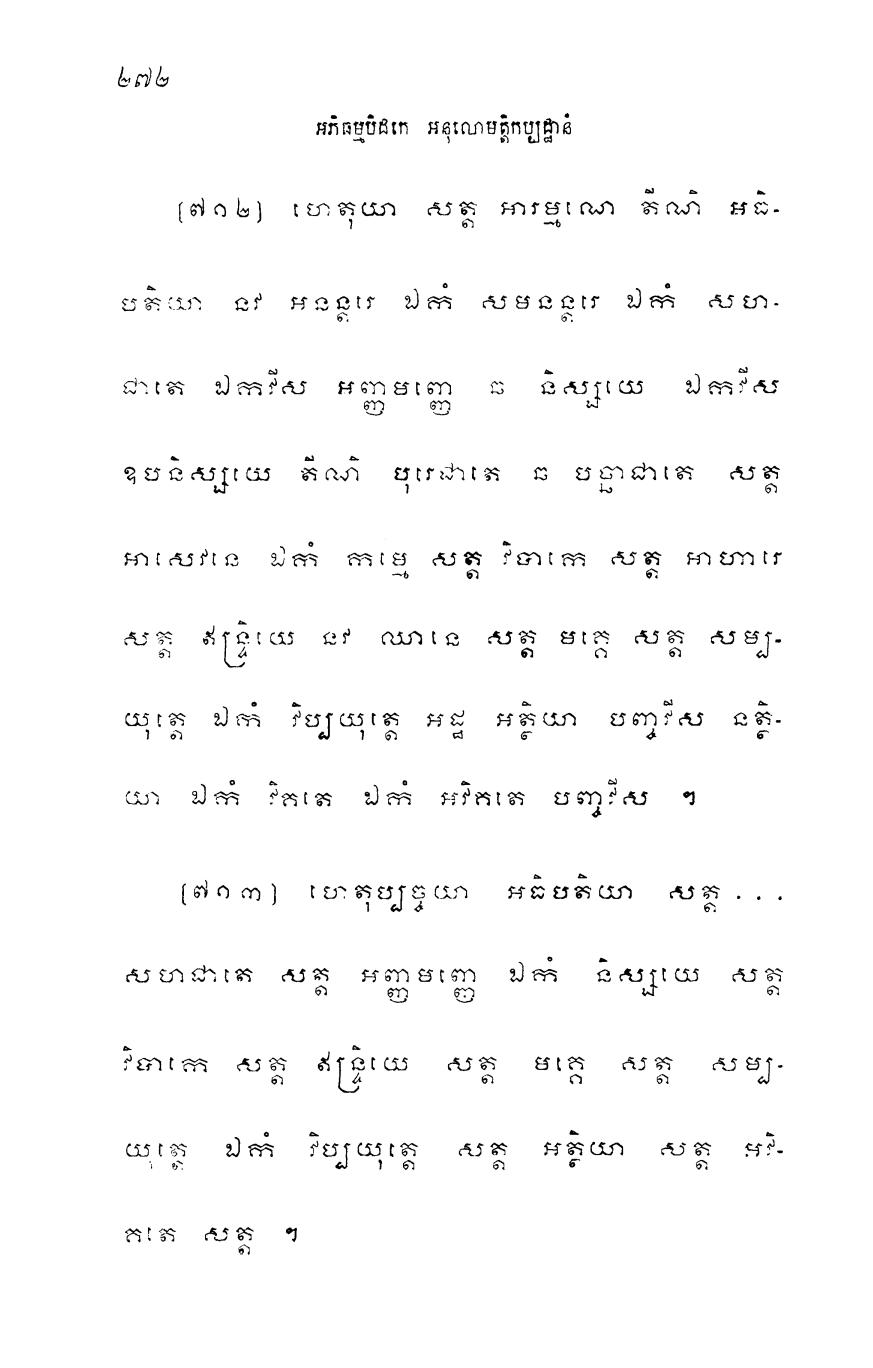 ២៧២
អភិធម្មបិដកេ អនុលោមត្តិកប្បដ្ឋានំ
[៧១២] ហេតុយា សត្ត អារម្មណេ តីណិ អធិ-
បតិយា នវ អនន្តរេ ឯកំ សមនន្តរេ ឯកំ សហ-
ជាតេ ឯកវីស អញ្ញមញ្ញេ ឆ និស្សយេ ឯកវីស
ឧបនិស្សយេ តីណិ បុរេជាតេ ឆ បច្ឆាជាតេ សត្ត
អាសេវនេ ឯកំ កម្មេ សត្ត វិបាកេ សត្ត អាហារេ
សត្ត ឥន្ទ្រិយេ នវ ឈានេ សត្ត មគ្គេ សត្ត សម្ប-
យុត្តេ ឯកំ វិប្បយុត្តេ អដ្ឋ អត្ថិយា បញ្ចវីស នត្ថិ-
យា ឯកំ វិគតេ ឯកំ អវិគតេ បញ្ចវីស ៗ
[៧១៣] ហេតុប្បច្ចយា អធិបតិយា សត្ត . . .
សហជាតេ សត្ត អញ្ញមញ្ញេ ឯកំ និស្សយេ សត្ត
វិបាកេ សត្ត ឥន្ទ្រិយេ សត្ត មគ្គេ សត្ត សម្ប-
យុត្តេ ឯកំ វិប្បយុត្តេ សត្ត អត្ថិយា សត្ត អវិ-
គតេ សត្ត ៗ